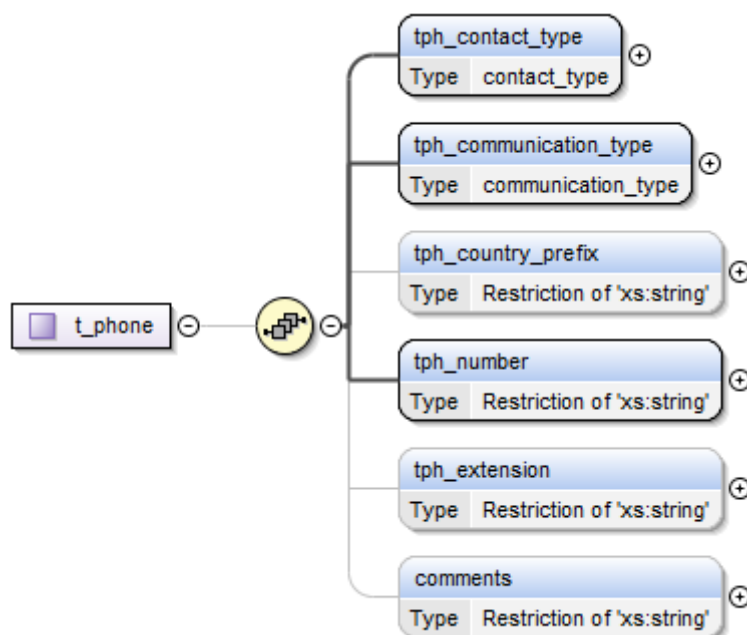 tph_contact_type
Type contact_type
tph_communication_type
Type communication_type
tph_country_prefix
Type Restriction of 'xs:string'
t_phone
tph_number
Type Restriction of 'xs:string'
tph_extension
Type Restriction of 'xs:string'
comments
Type Restriction of 'xs:string'